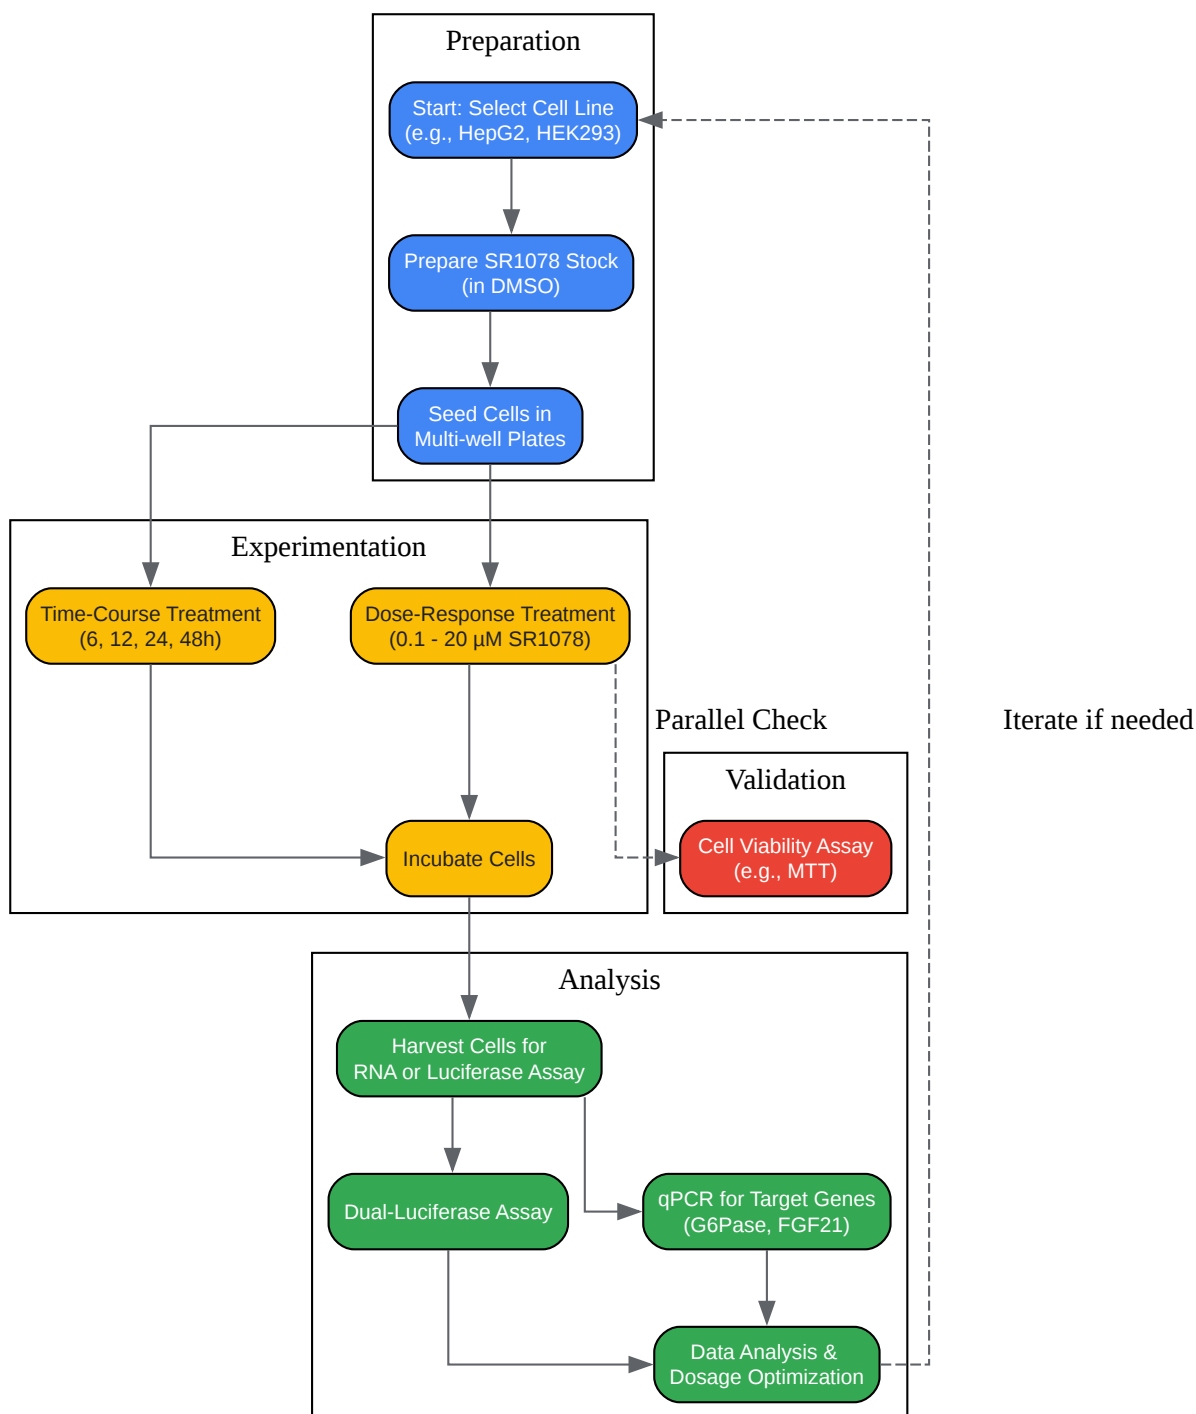 Preparation
Start: Select Cell Line
(e.g., HepG2, HEK293)
Prepare SR1078 Stock
(in DMSO)
Seed Cells in
Multi-well Plates
Experimentation
Time-Course Treatment
(6, 12, 24, 48h)
Dose-Response Treatment
(0.1 - 20 µM SR1078)
Parallel Check
Iterate if needed
Validation
Incubate Cells
Cell Viability Assay
(e.g., MTT)
Analysis
Harvest Cells for
RNA or Luciferase Assay
Dual-Luciferase Assay
qPCR for Target Genes
(G6Pase, FGF21)
Data Analysis &
Dosage Optimization